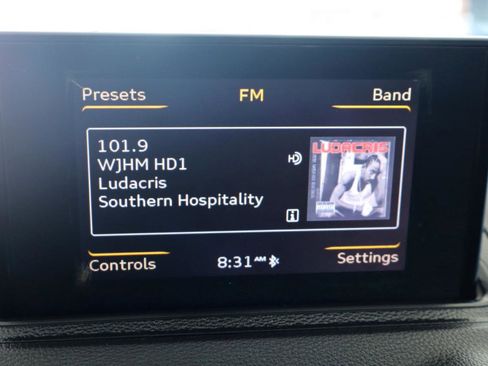 Presets FM Band
101.9
WJHM HD1
Ludacris
Southern Hospitality
LUDACRIS
Controls 8:31 AM Settings